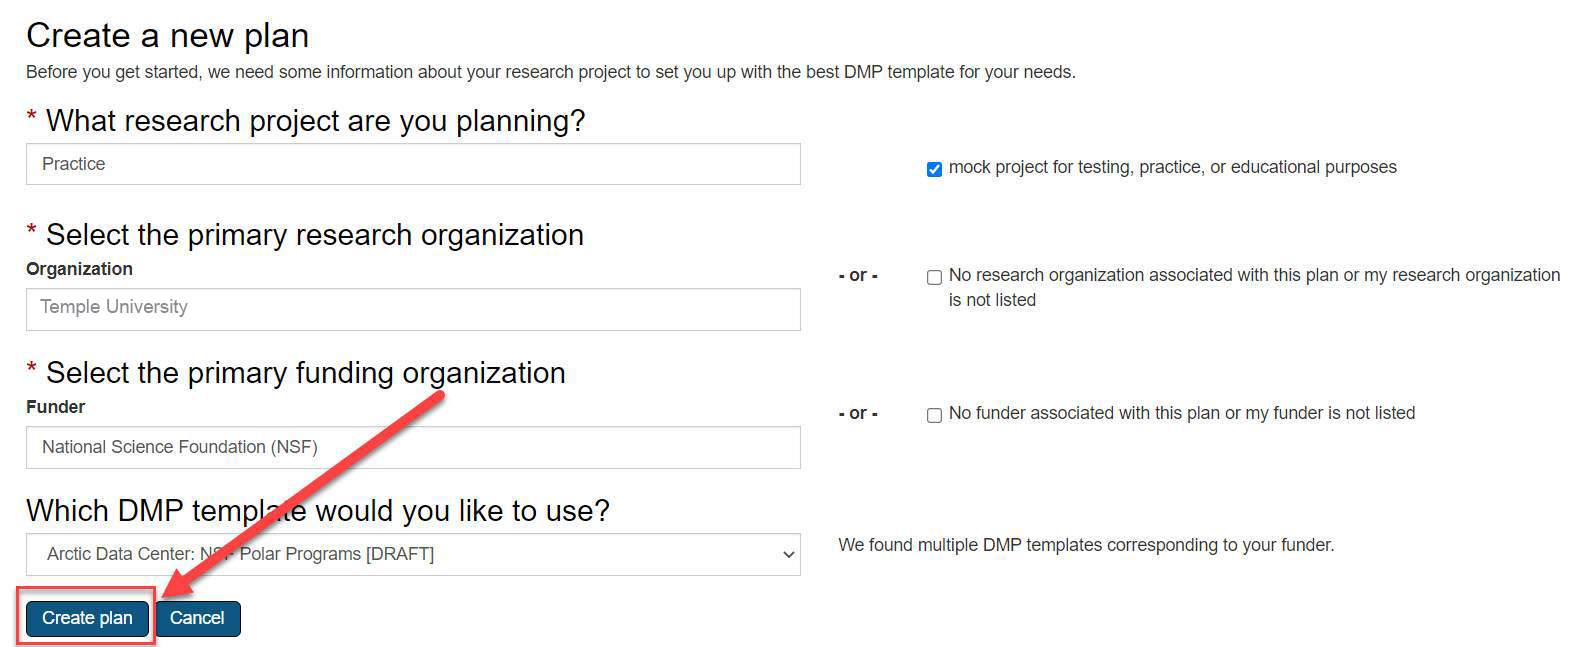 Create a new plan
Before you get started, we need some information about your research project to set you up with the best DMP template for your needs.
* What research project are you planning?
Practice
mock project for testing, practice, or educational purposes
* Select the primary research organization
Organization
Temple University
- or -
No research organization associated with this plan or my research organization
is not listed
* Select the primary funding organization
Funder
National Science Foundation (NSF)
- or -
No funder associated with this plan or my funder is not listed
Which DMP template would you like to use?
Arctic Data Center: NSF Polar Programs [DRAFT]
We found multiple DMP templates corresponding to your funder.
Create plan
Cancel